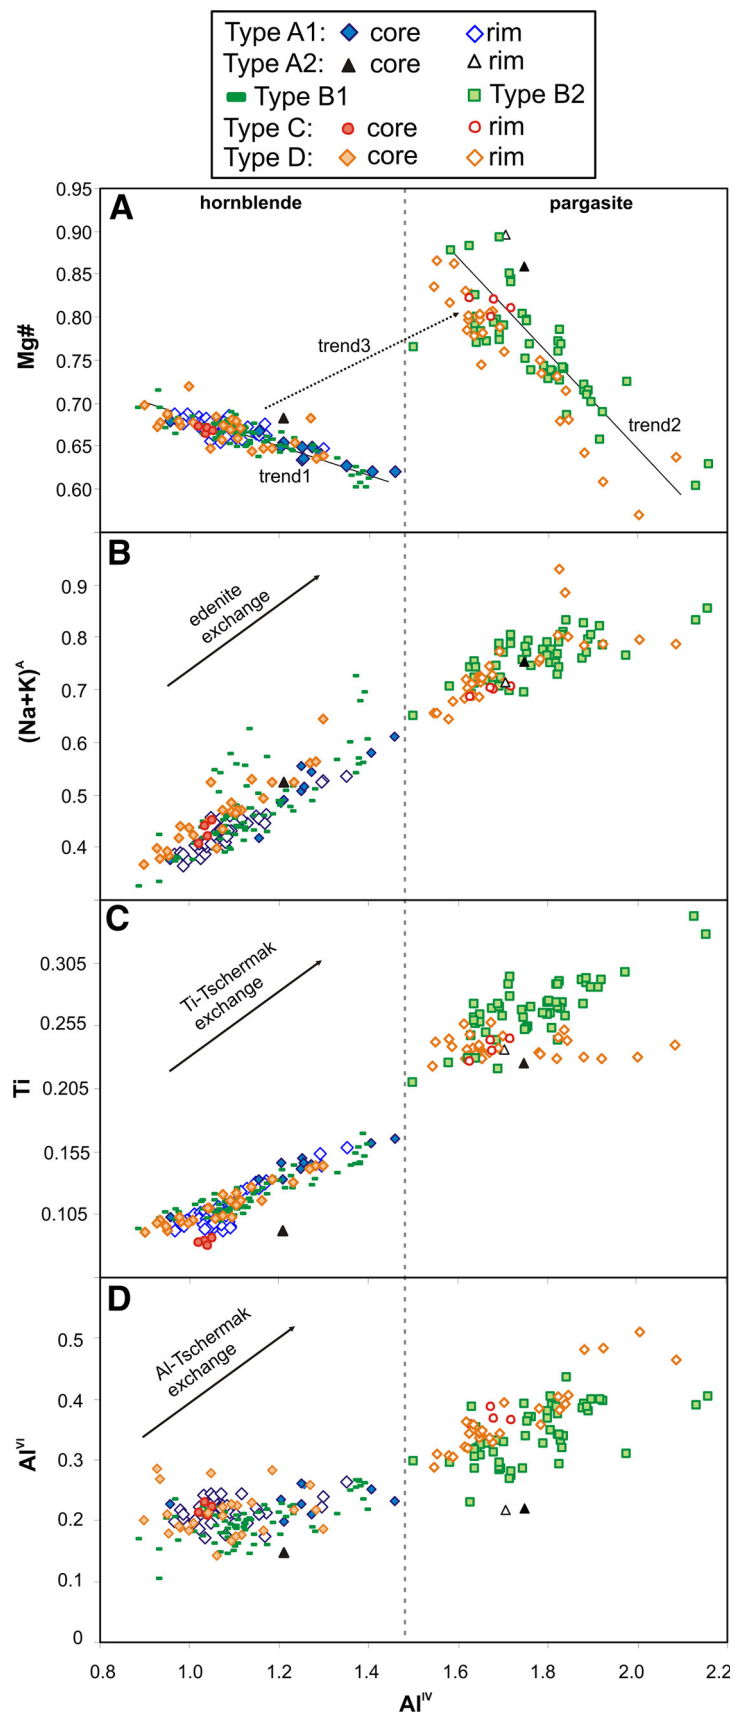 Type A1: core rim
Type A2: core rim
Type B1 Type B2
Type C: core rim
Type D: core rim
A
hornblende pargasite
0.95
0.90
0.85
0.80
0.75
0.70
0.65
0.60
Mg#
trend3
trend2
trend1
B
edenite
exchange
0.9
0.8
0.7
0.6
0.5
0.4
(Na+K)ᴬ
C
Ti-Tschermak
exchange
0.305
0.255
0.205
0.155
0.105
Ti
D
Al-Tschermak
exchange
0.5
0.4
0.3
0.2
0.1
0
Alⱽᴵ
0.8 1.0 1.2 1.4 1.6 1.8 2.0 2.2
Alᴵⱽ